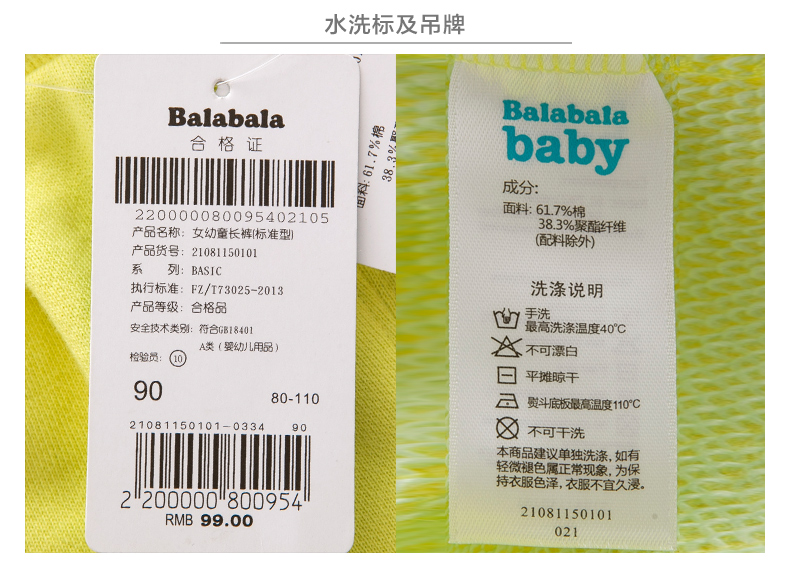 水洗标及吊牌
Balabala
合格证
2200000080095402105
产品名称: 女幼童长裤(标准型)
产品货号: 21081150101
系 列: BASIC
执行标准: FZ/T73025-2013
产品等级: 合格品
安全技术类别: 符合GB18401
A类(婴幼儿用品)
检验员: 10
90
80-110
21081150101-0334 90
2 200000 800954
RMB 99.00
面料: 61.7%棉
38.3%聚
Balabala
baby
成分:
面料: 61.7%棉
38.3%聚酯纤维
(配料除外)
洗涤说明
手洗
最高洗涤温度40℃
不可漂白
平摊晾干
熨斗底板最高温度110℃
不可干洗
本商品建议单独洗涤, 如有
轻微褪色属正常现象, 为保
持衣服色泽, 衣服不宜久浸。
21081150101
021